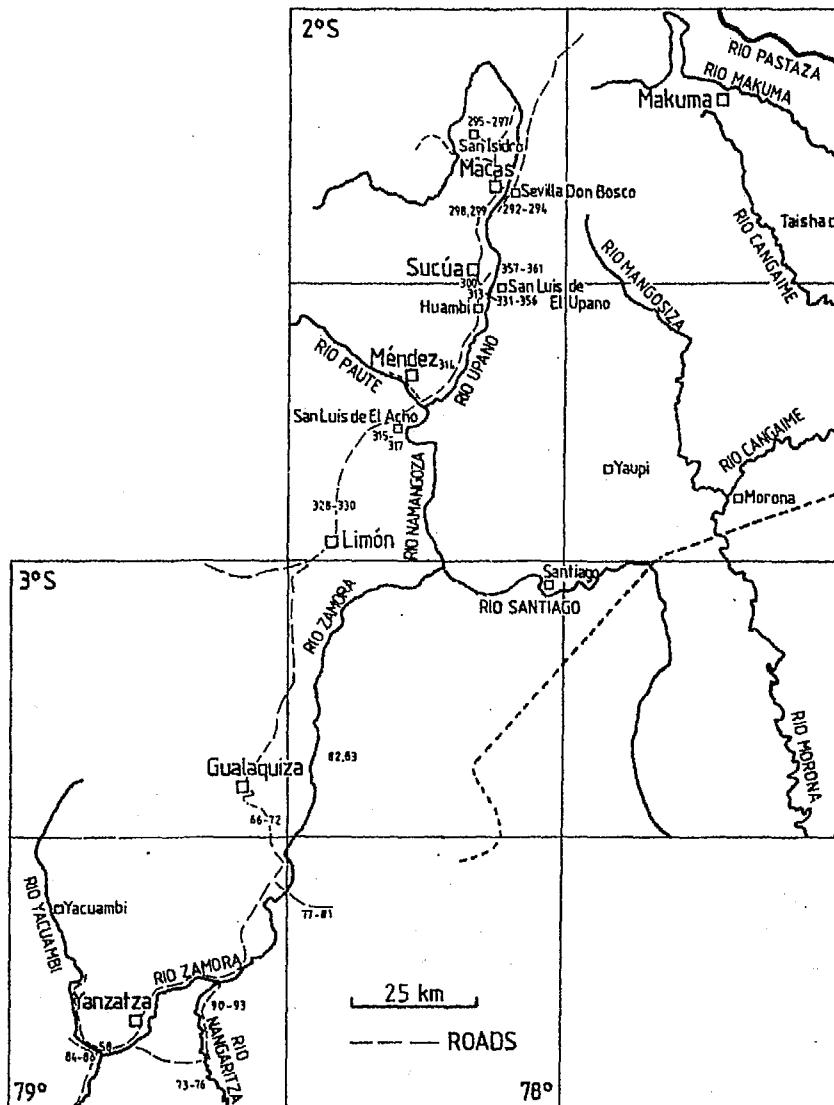 2°S
RIO PASTAZA
RIO MAKUMA
Makuma
295-297
San Isidro
Macas
Sevilla Don Bosco
298,299
292-294
Taisha
RIO CANGAIME
RIO MANGOSIZA
Sucúa
357-361
300
San Luis de
El Upano
313
331-356
Huambi
RIO PAUTE
Méndez
314
RIO UPANO
San Luis de El Acho
315-
317
RIO NAMANGOZA
Yaupi
RIO CANGAIME
Morona
328-330
Limón
3°S
Santiago
RIO ZAMORA
RIO SANTIAGO
RIO MORONA
82,63
Gualaquiza
66-72
Yacuambi
RIO YACUAMBI
77-81
RIO ZAMORA
Yanzatza
90-93
25 km
ROADS
84-86
-58
RIO
NANGARITZA
73-76
79°
78°